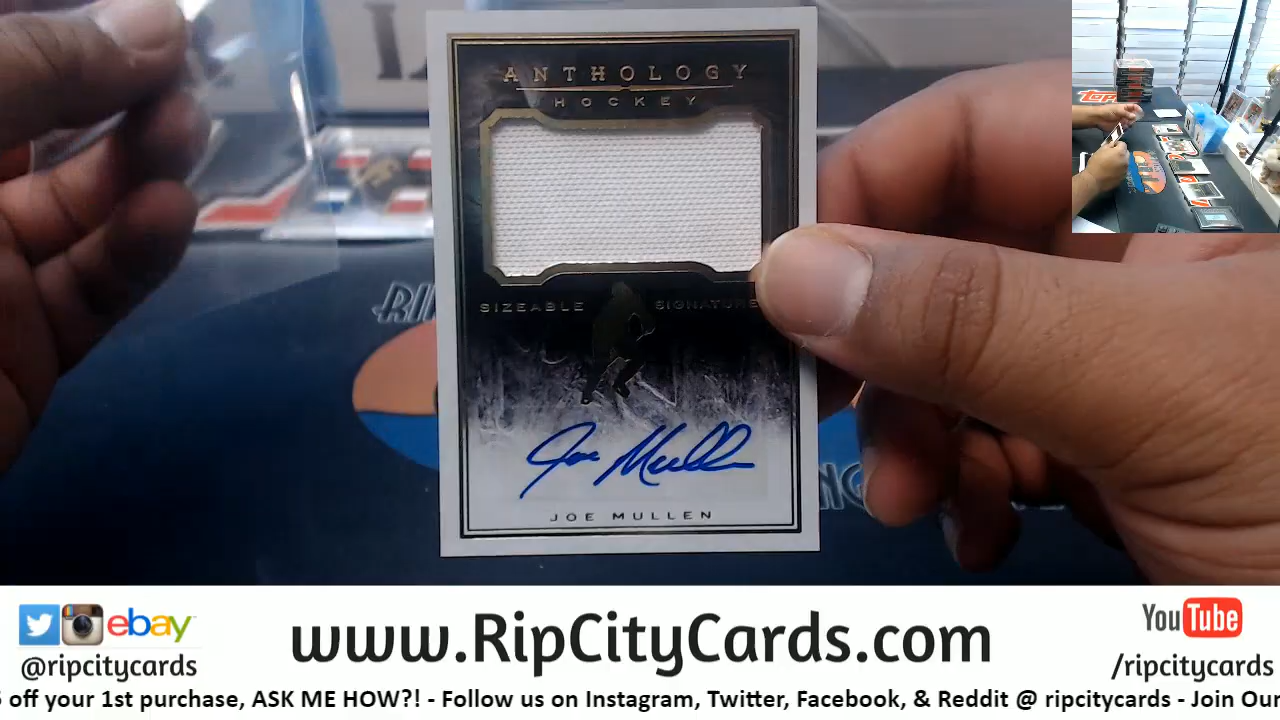 ANTHOLOGY
HOCKEY
SIZEABLE SIGNATURE
Joe Mullen
JOE MULLEN
ebay
www.RipCityCards.com
YouTube
@ripcitycards
/ripcitycards
off your 1st purchase, ASK ME HOW?! - Follow us on Instagram, Twitter, Facebook, & Reddit @ ripcitycards - Join Our